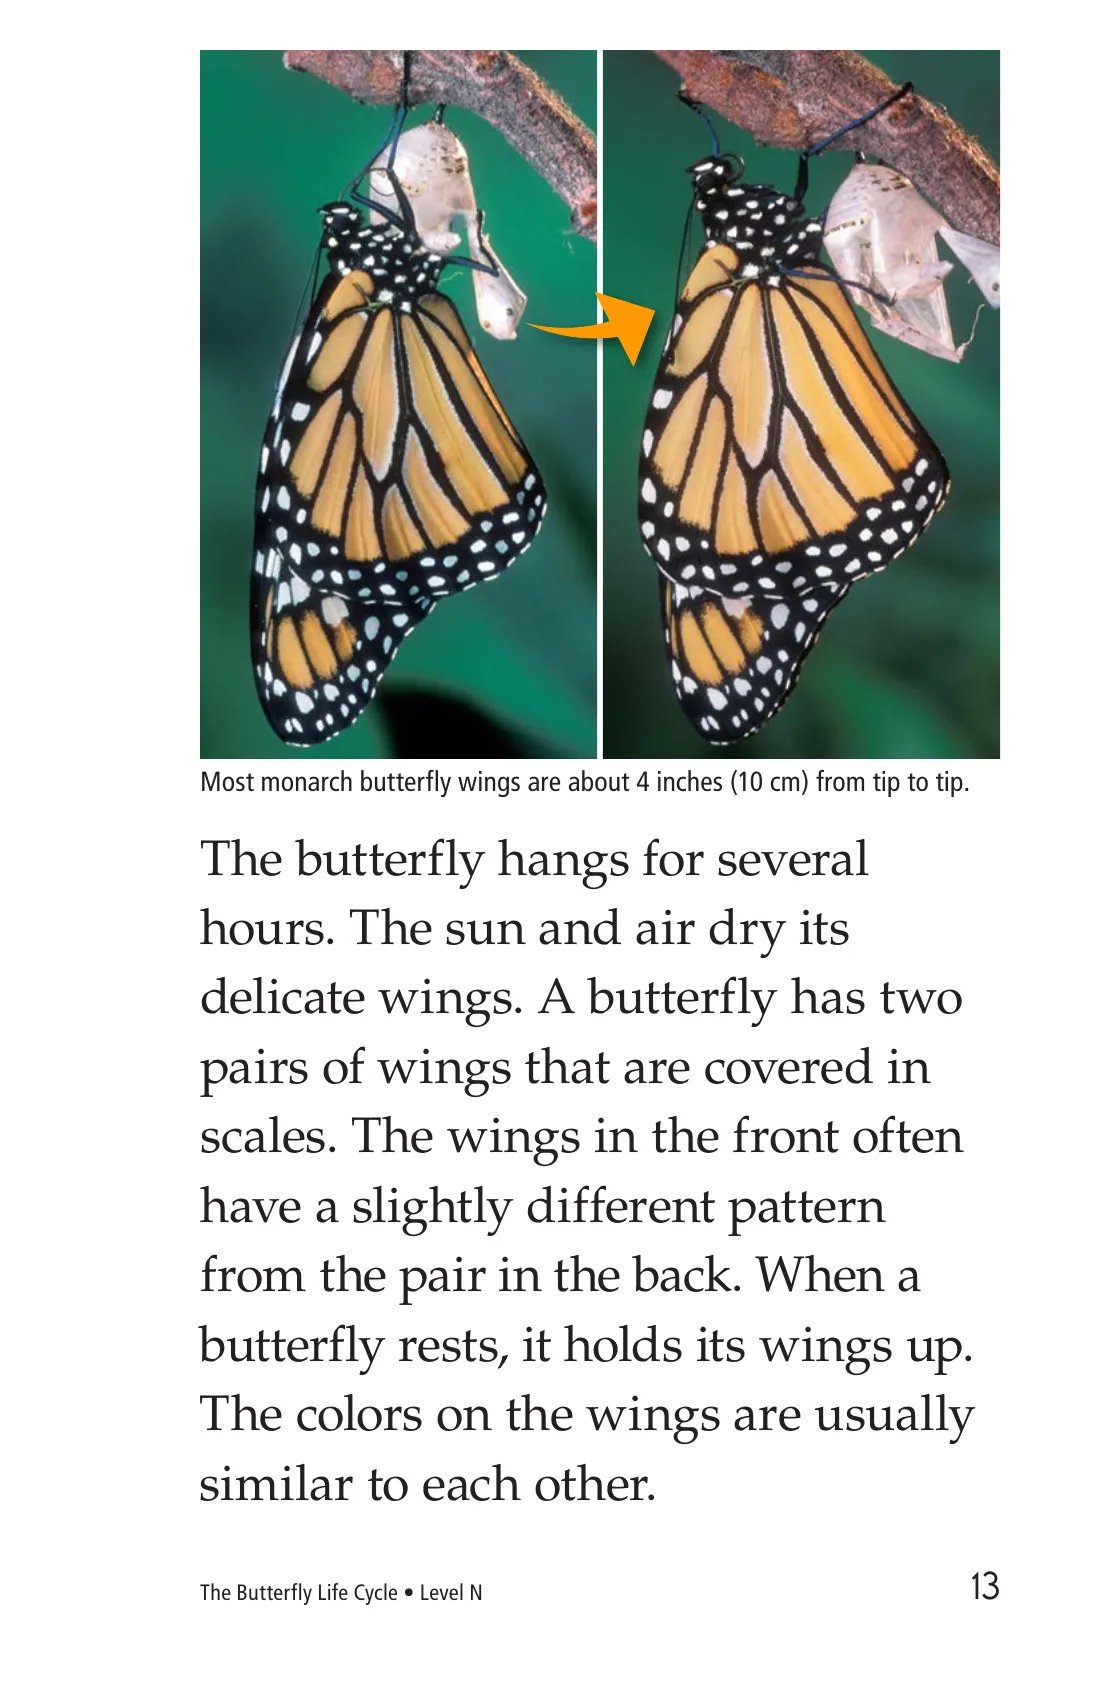 Most monarch butterfly wings are about 4 inches (10 cm) from tip to tip.
The butterfly hangs for several
hours. The sun and air dry its
delicate wings. A butterfly has two
pairs of wings that are covered in
scales. The wings in the front often
have a slightly different pattern
from the pair in the back. When a
butterfly rests, it holds its wings up.
The colors on the wings are usually
similar to each other.
The Butterfly Life Cycle • Level N
13